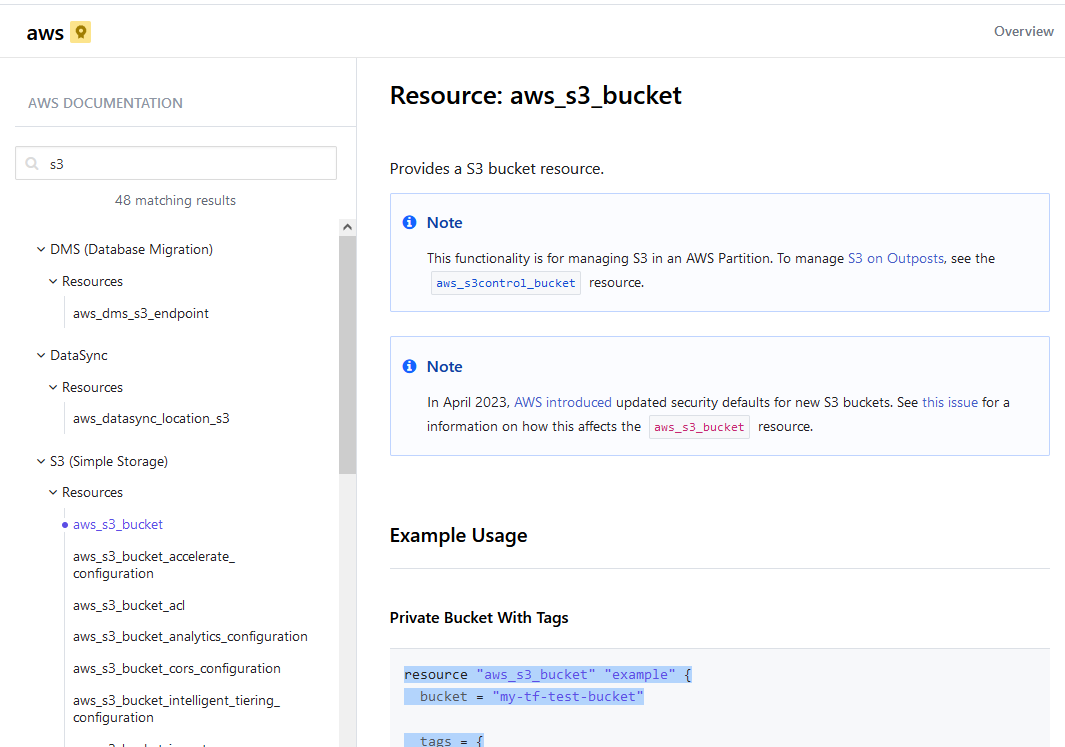 aws
Overview
AWS DOCUMENTATION
s3
48 matching results
DMS (Database Migration)
Resources
aws_dms_s3_endpoint
DataSync
Resources
aws_datasync_location_s3
S3 (Simple Storage)
Resources
aws_s3_bucket
aws_s3_bucket_accelerate_
configuration
aws_s3_bucket_acl
aws_s3_bucket_analytics_configuration
aws_s3_bucket_cors_configuration
aws_s3_bucket_intelligent_tiering_
configuration
Resource: aws_s3_bucket
Provides a S3 bucket resource.
Note
This functionality is for managing S3 in an AWS Partition. To manage S3 on Outposts, see the
aws_s3control_bucket resource.
Note
In April 2023, AWS introduced updated security defaults for new S3 buckets. See this issue for a
information on how this affects the aws_s3_bucket resource.
Example Usage
Private Bucket With Tags
resource "aws_s3_bucket" "example" {
bucket = "my-tf-test-bucket"
tags = {